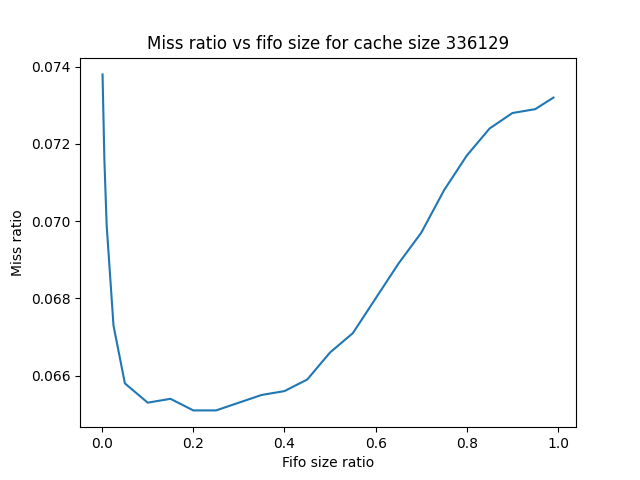 Miss ratio vs fifo size for cache size 336129
0.074
0.072
0.070
0.068
0.066
Miss ratio
0.0 0.2 0.4 0.6 0.8 1.0
Fifo size ratio